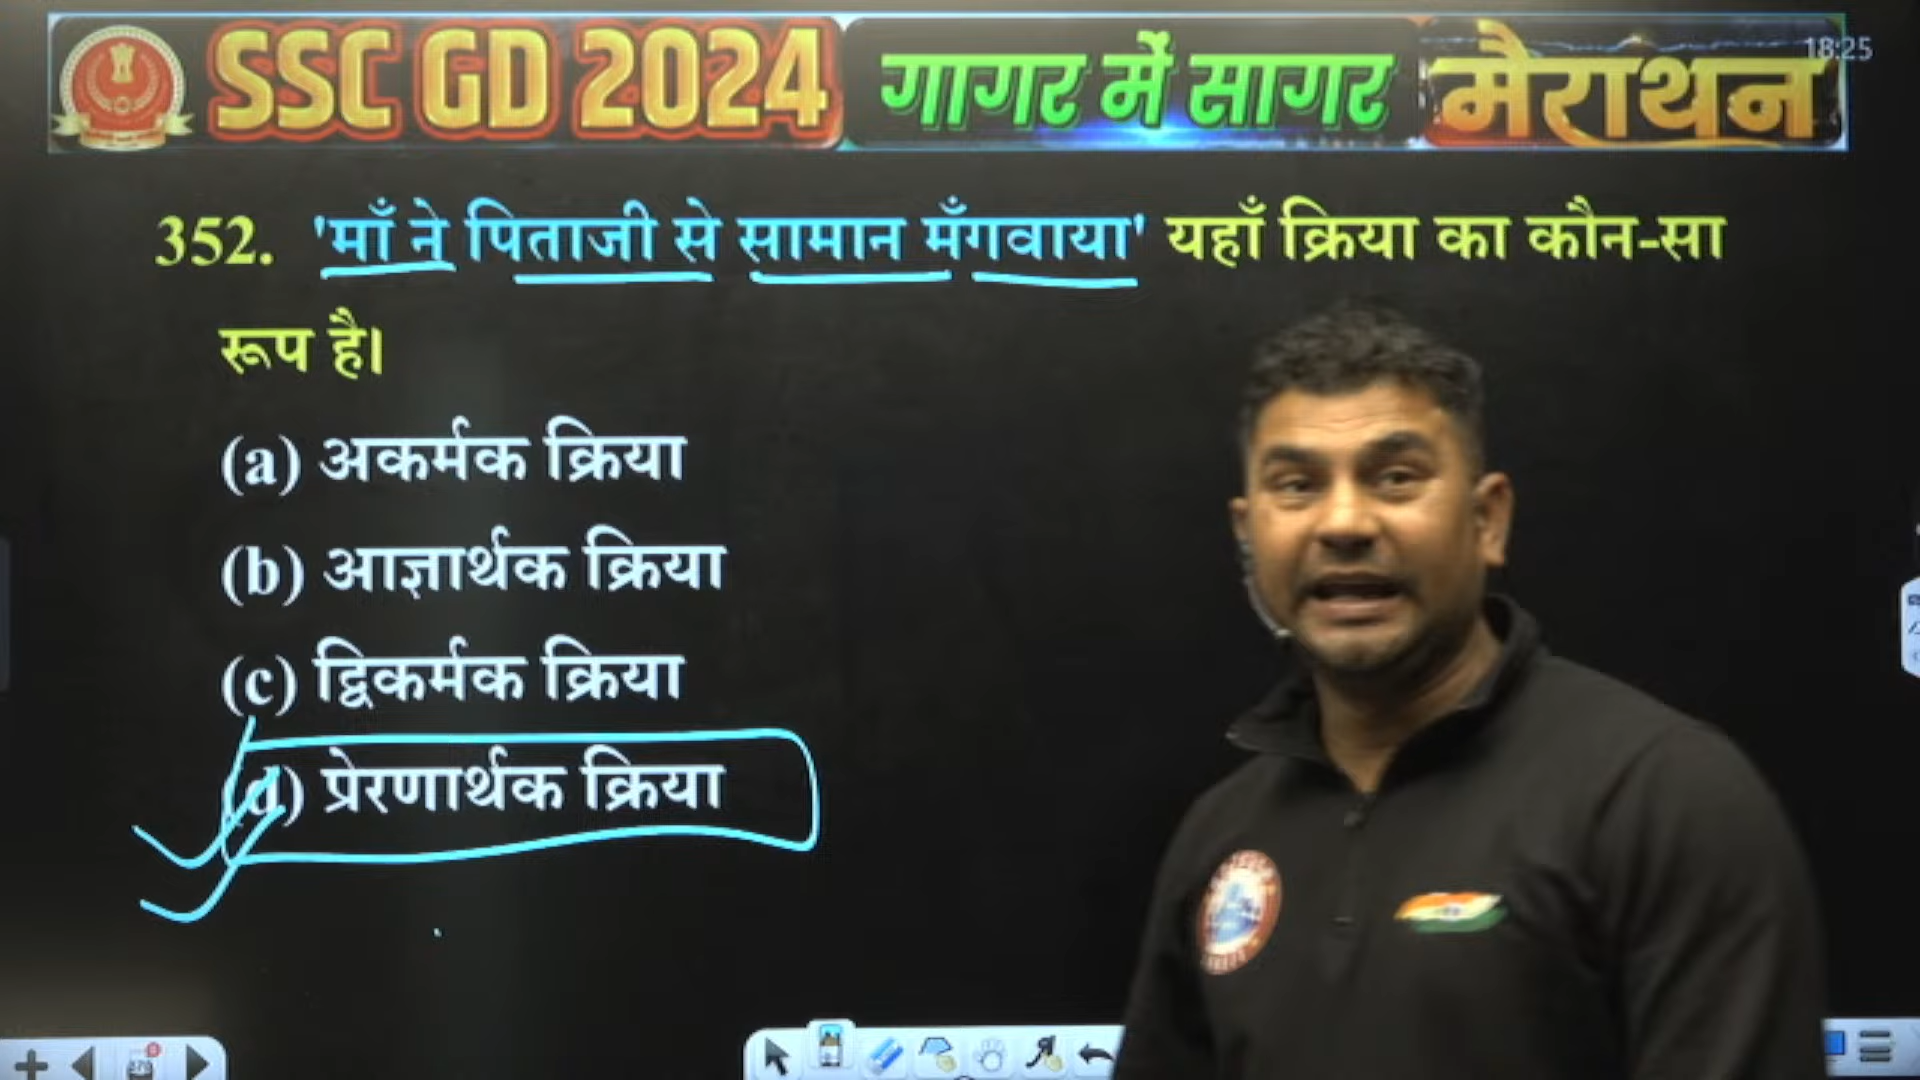 SSC GD 2024 गागर में सागर मैराथन
18:25
352. 'माँ ने पिताजी से सामान मँगवाया' यहाँ क्रिया का कौन-सा
रूप है।
(a) अकर्मक क्रिया
(b) आज्ञार्थक क्रिया
(c) द्विकर्मक क्रिया
(d) प्रेरणार्थक क्रिया